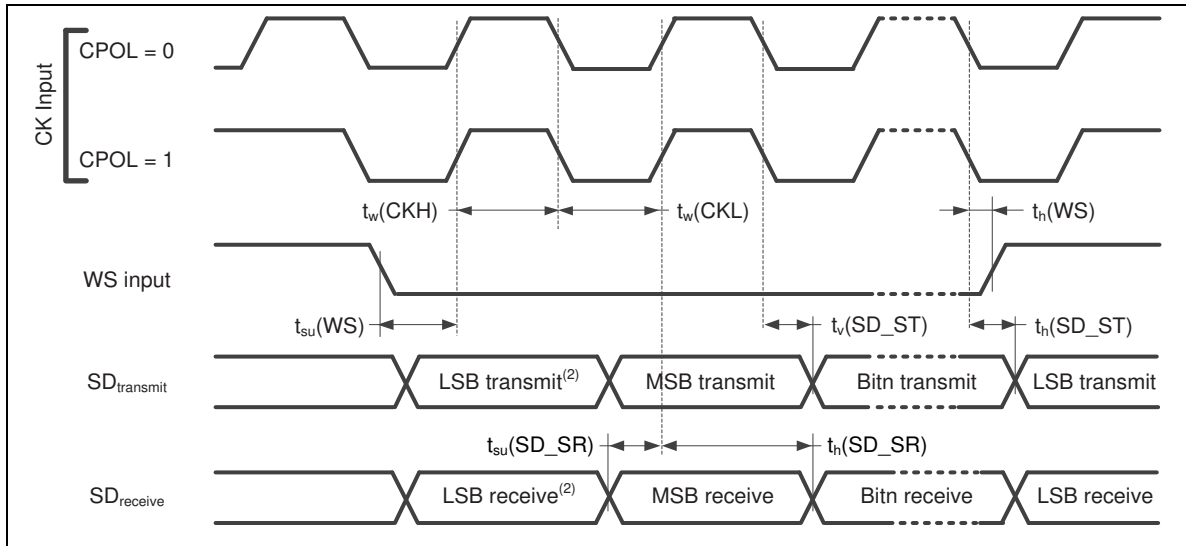 CK Input
CPOL = 0
CPOL = 1
tw(CKH)
tw(CKL)
th(WS)
WS input
tsu(WS)
tv(SD_ST)
th(SD_ST)
SDtransmit
LSB transmit(2)
MSB transmit
Bitn transmit
LSB transmit
tsu(SD_SR)
th(SD_SR)
SDreceive
LSB receive(2)
MSB receive
Bitn receive
LSB receive